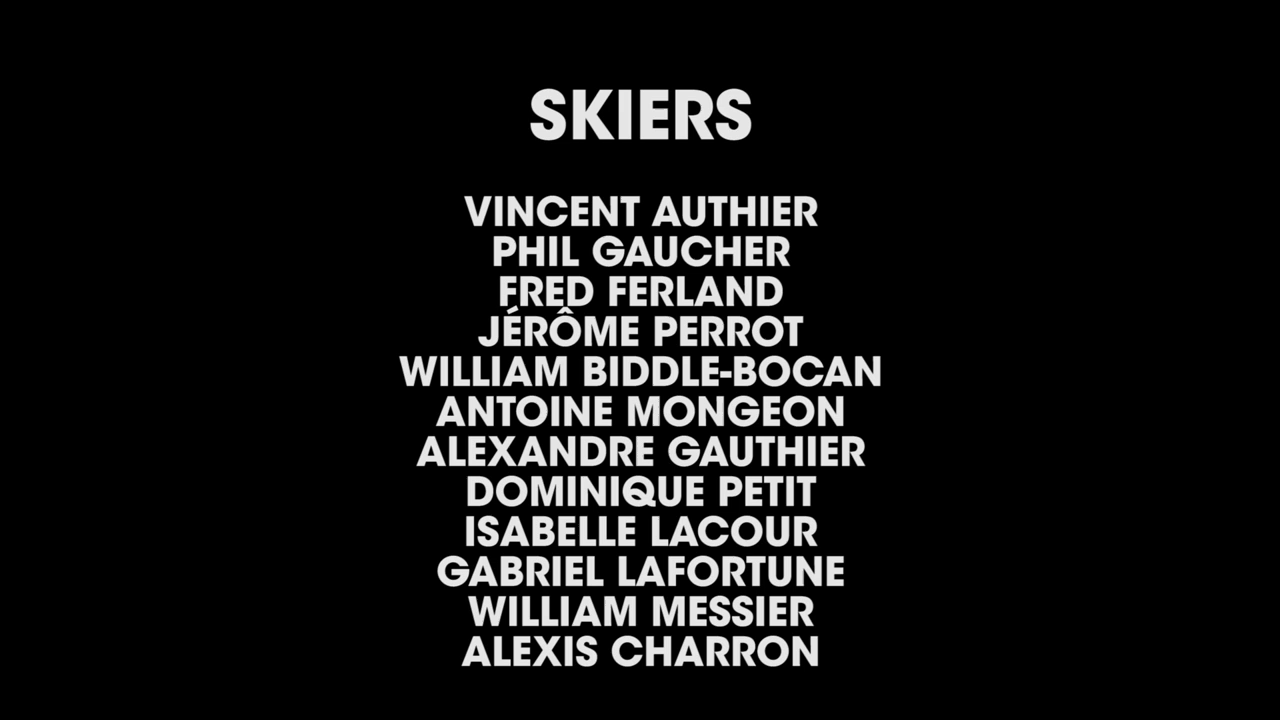 SKIERS
VINCENT AUTHIER
PHIL GAUCHER
FRED FERLAND
JÉRÔME PERROT
WILLIAM BIDDLE-BOCAN
ANTOINE MONGEON
ALEXANDRE GAUTHIER
DOMINIQUE PETIT
ISABELLE LACOUR
GABRIEL LAFORTUNE
WILLIAM MESSIER
ALEXIS CHARRON